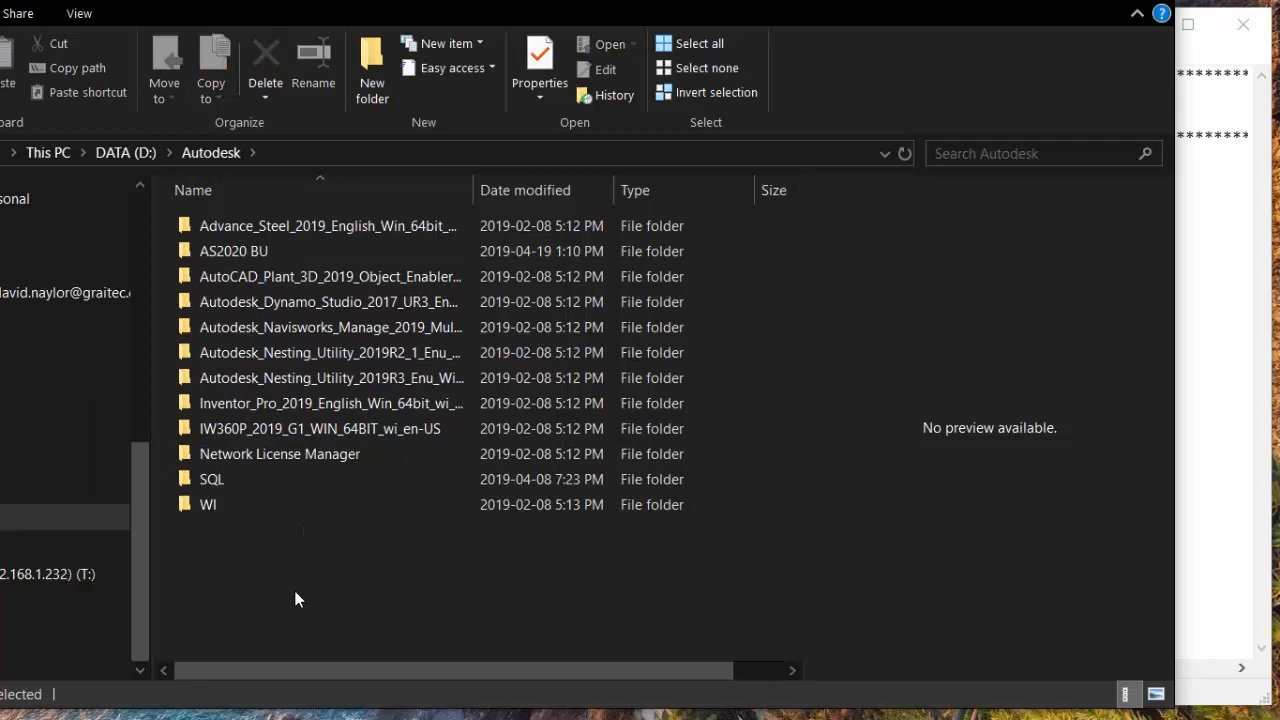 Share View
?
Cut
Copy path
Paste shortcut
Move to
Copy to
Delete
Rename
New folder
New item
Easy access
Properties
Open
Edit
History
Select all
Select none
Invert selection
Organize New Open Select
This PC DATA (D:) Autodesk
Search Autodesk
Name Date modified Type Size
Advance_Steel_2019_English_Win_64bit_... 2019-02-08 5:12 PM File folder
AS2020 BU 2019-04-19 1:10 PM File folder
AutoCAD_Plant_3D_2019_Object_Enabler... 2019-02-08 5:12 PM File folder
Autodesk_Dynamo_Studio_2017_UR3_En... 2019-02-08 5:12 PM File folder
Autodesk_Navisworks_Manage_2019_Mul... 2019-02-08 5:12 PM File folder
Autodesk_Nesting_Utility_2019R2_1_Enu_... 2019-02-08 5:12 PM File folder
Autodesk_Nesting_Utility_2019R3_Enu_Wi... 2019-02-08 5:12 PM File folder
Inventor_Pro_2019_English_Win_64bit_wi_... 2019-02-08 5:12 PM File folder
IW360P_2019_G1_WIN_64BIT_wi_en-US 2019-02-08 5:12 PM File folder
Network License Manager 2019-02-08 5:12 PM File folder
SQL 2019-04-08 7:23 PM File folder
WI 2019-02-08 5:13 PM File folder
No preview available.
sonal
avid.naylor@graitec.c
2.168.1.232) (T:)
elected
********
********